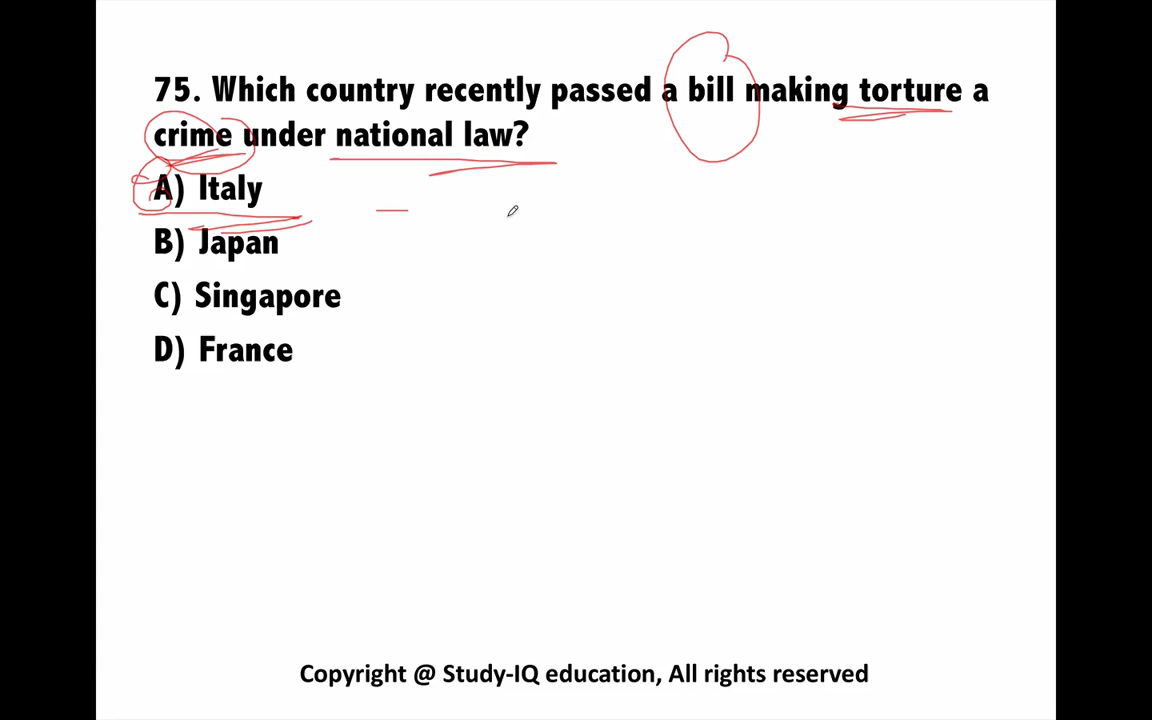 75. Which country recently passed a bill making torture a
crime under national law?
A) Italy
B) Japan
C) Singapore
D) France
Copyright @ Study-IQ education, All rights reserved